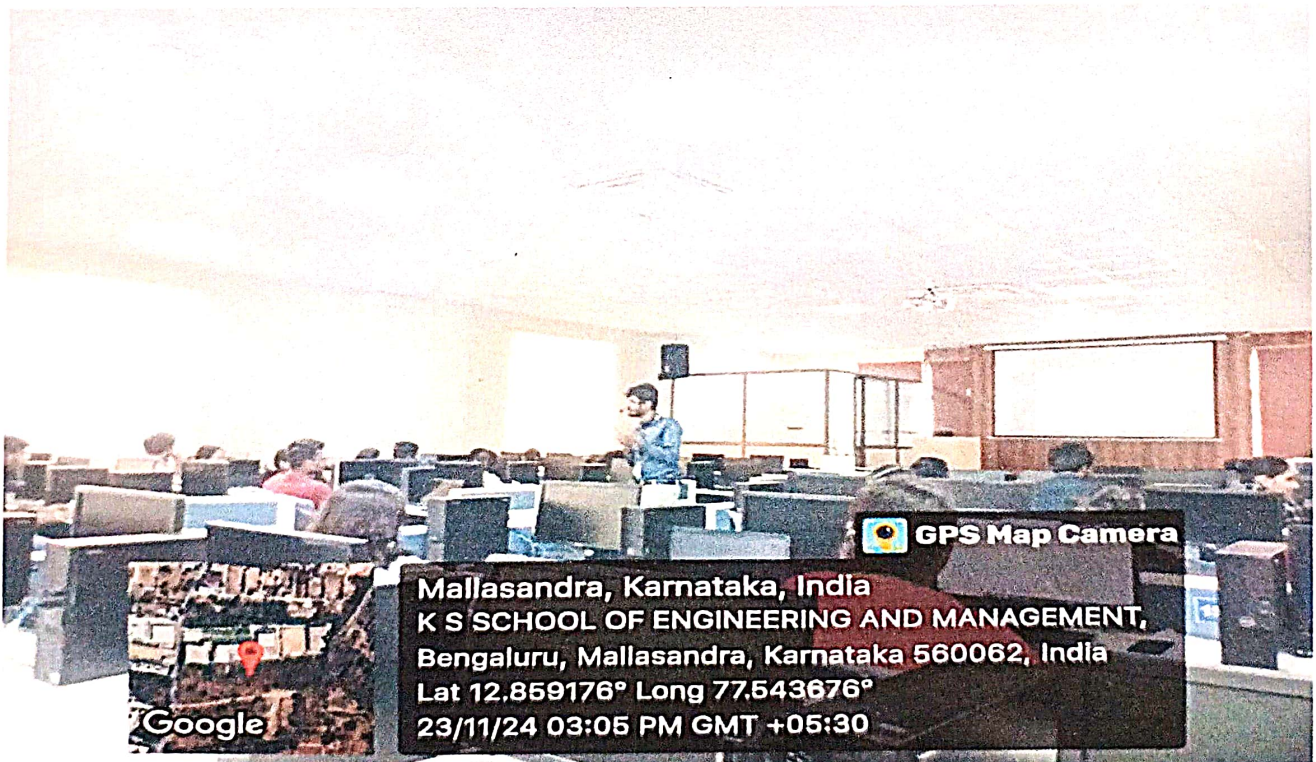 GPS Map Camera
Mallasandra, Karnataka, India
K S SCHOOL OF ENGINEERING AND MANAGEMENT,
Bengaluru, Mallasandra, Karnataka 560062, India
Lat 12.859176° Long 77.543676°
23/11/24 03:05 PM GMT +05:30
Google